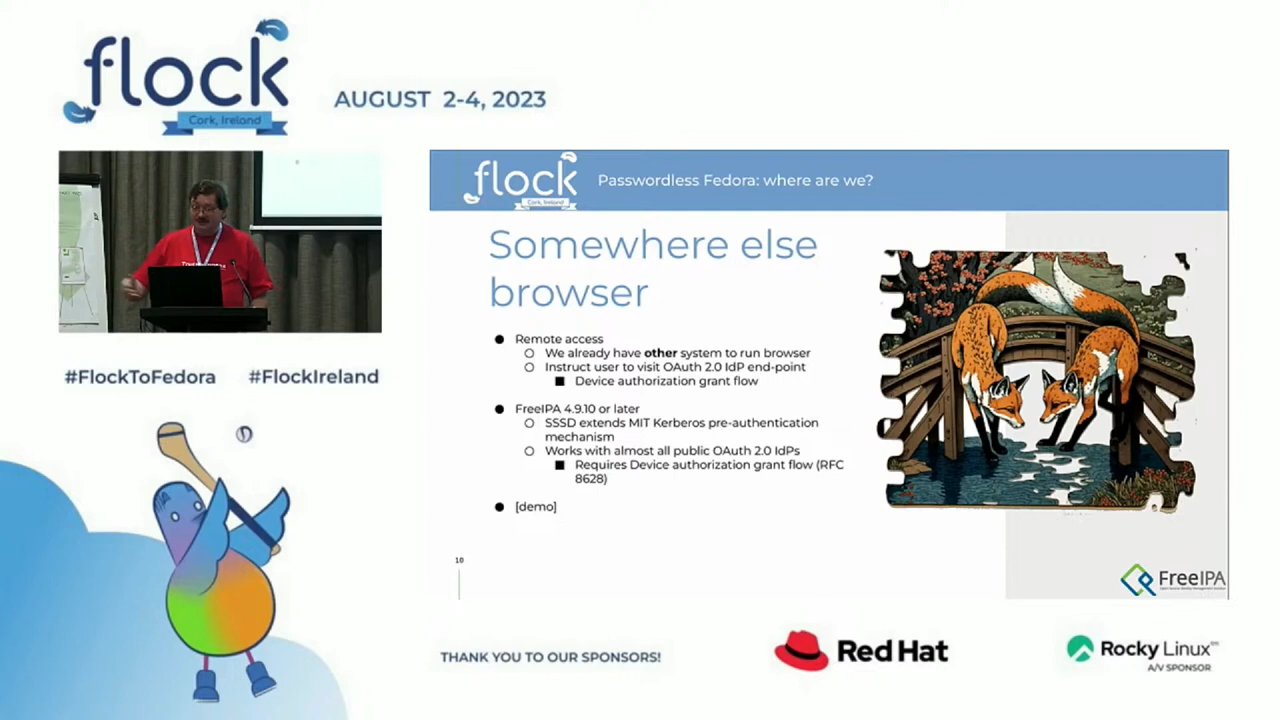 flock
Cork, Ireland
AUGUST 2-4, 2023
#FlockToFedora #FlockIreland
flock
Cork, Ireland
Passwordless Fedora: where are we?
Somewhere else
browser
● Remote access
○ We already have other system to run browser
○ Instruct user to visit OAuth 2.0 IdP end-point
■ Device authorization grant flow
● FreeIPA 4.9.10 or later
○ SSSD extends MIT Kerberos pre-authentication
mechanism
○ Works with almost all public OAuth 2.0 IdPs
■ Requires Device authorization grant flow (RFC
8628)
● [demo]
10
FreeIPA
THANK YOU TO OUR SPONSORS!
Red Hat
Rocky Linux™
A/V SPONSOR